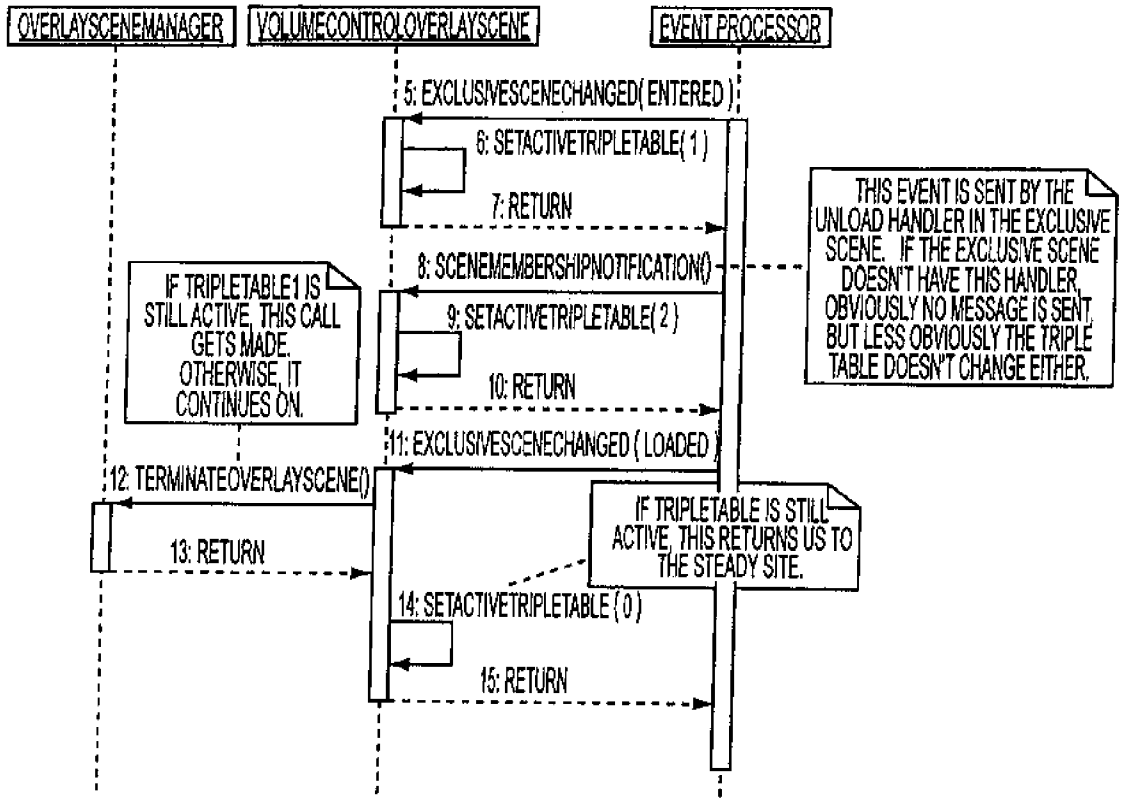 OVERLAYSCENEMANAGER
VOLUMECONTROLOVERLAYSCENE
EVENT PROCESSOR
5: EXCLUSIVESCENECHANGED( ENTERED )
6: SETACTIVETRIPLETABLE( 1 )
7: RETURN
8: SCENEMEMBERSHIPNOTIFICATION()
THIS EVENT IS SENT BY THE
UNLOAD HANDLER IN THE EXCLUSIVE
SCENE. IF THE EXCLUSIVE SCENE
DOESN'T HAVE THIS HANDLER,
OBVIOUSLY NO MESSAGE IS SENT,
BUT LESS OBVIOUSLY THE TRIPLE
TABLE DOESN'T CHANGE EITHER.
IF TRIPLETABLE1 IS
STILL ACTIVE, THIS CALL
GETS MADE.
OTHERWISE, IT
CONTINUES ON.
9: SETACTIVETRIPLETABLE( 2 )
10: RETURN
11: EXCLUSIVESCENECHANGED ( LOADED )
12: TERMINATEOVERLAYSCENE()
IF TRIPLETABLE IS STILL
ACTIVE, THIS RETURNS US TO
THE STEADY SITE.
13: RETURN
14: SETACTIVETRIPLETABLE ( 0 )
15: RETURN